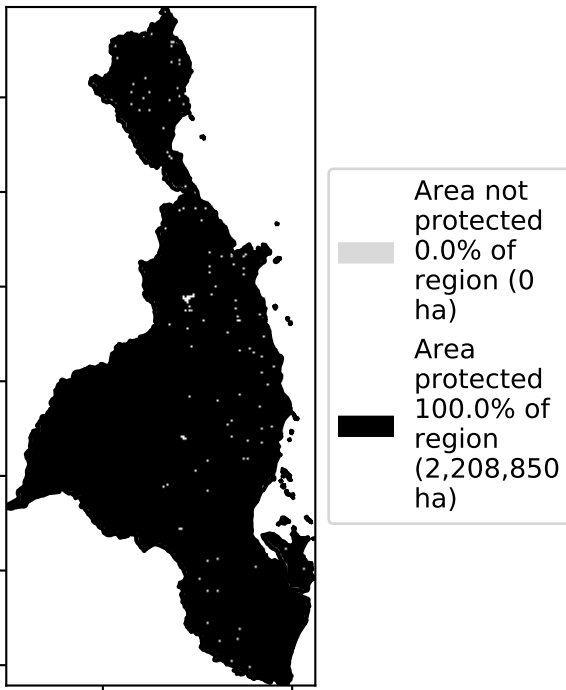 Area not
protected
0.0% of
region (0
ha)
Area
protected
100.0% of
region
(2,208,850
ha)